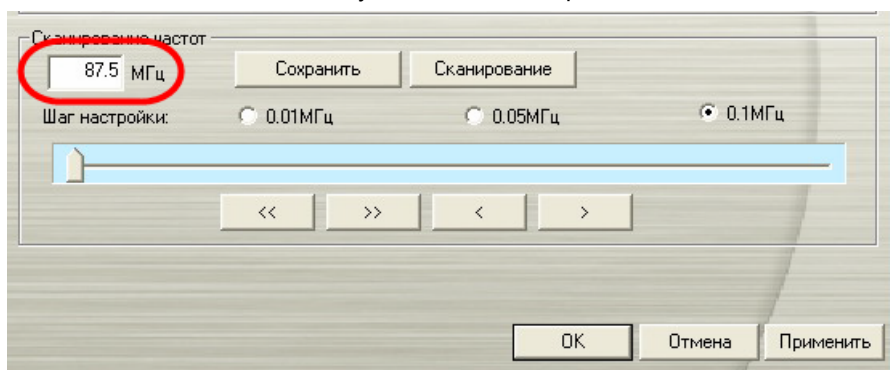 Сканирование частот
87.5 МГц Сохранить Сканирование
Шаг настройки: 0.01МГц 0.05МГц 0.1МГц
<< >> < >
OK Отмена Применить